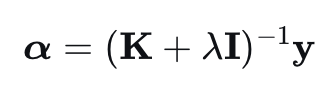 𝜶 = (𝐊 + λ𝐈)⁻¹𝐲